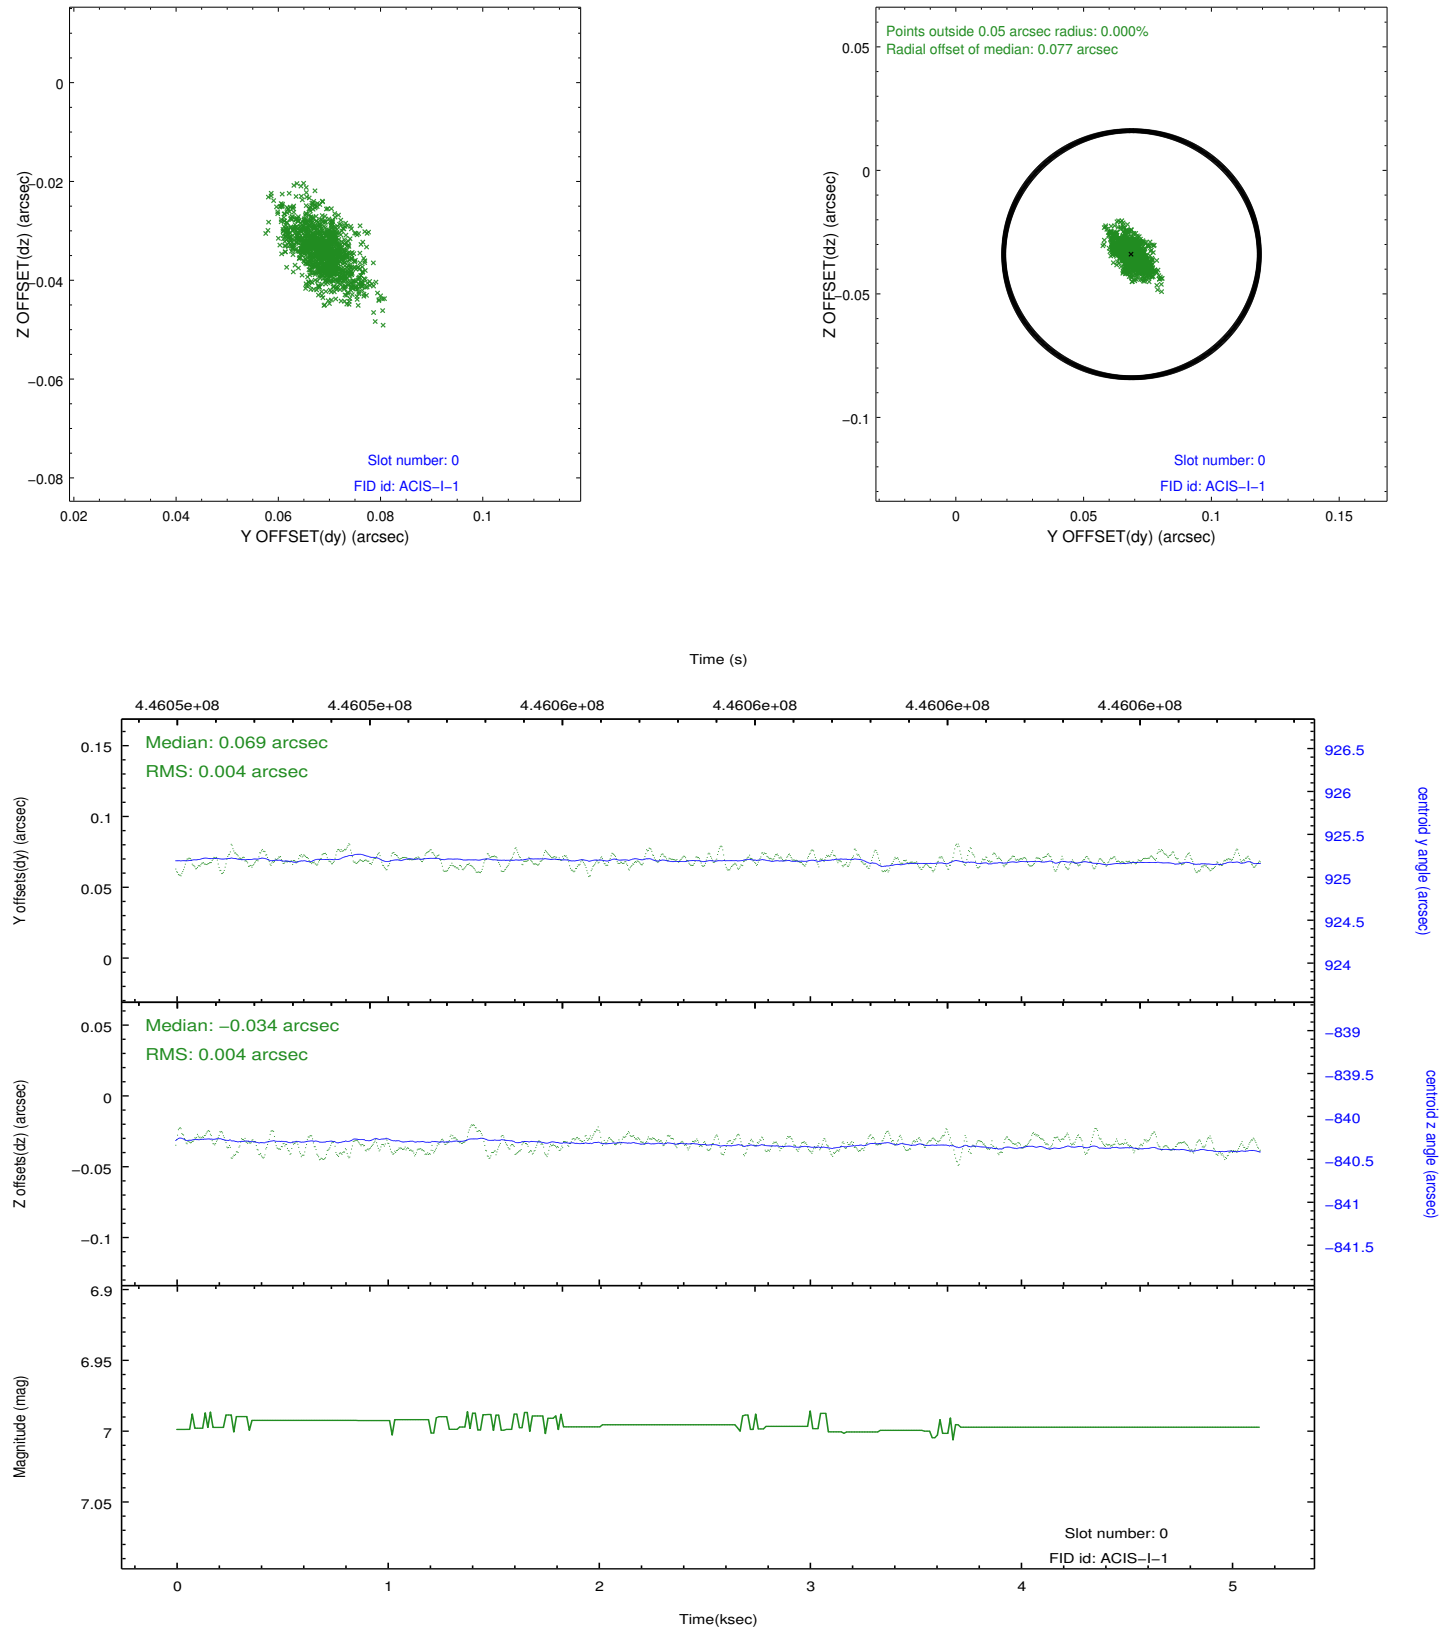 0
−0.02
−0.04
−0.06
−0.08
Z OFFSET(dz) (arcsec)
Slot number: 0
FID id: ACIS−I−1
0.02 0.04 0.06 0.08 0.1
Y OFFSET(dy) (arcsec)
Points outside 0.05 arcsec radius: 0.000%
Radial offset of median: 0.077 arcsec
0.05
0
−0.05
−0.1
Z OFFSET(dz) (arcsec)
Slot number: 0
FID id: ACIS−I−1
0 0.05 0.1 0.15
Y OFFSET(dy) (arcsec)
Time (s)
4.4605e+08 4.4605e+08 4.4606e+08 4.4606e+08 4.4606e+08 4.4606e+08
Median: 0.069 arcsec
RMS: 0.004 arcsec
0.15
0.1
0.05
0
Y offsets(dy) (arcsec)
926.5
926
925.5
925
924.5
924
centroid y angle (arcsec)
Median: −0.034 arcsec
RMS: 0.004 arcsec
0.05
0
−0.05
−0.1
Z offsets(dz) (arcsec)
−839
−839.5
−840
−840.5
−841
−841.5
centroid z angle (arcsec)
6.9
6.95
7
7.05
Magnitude (mag)
Slot number: 0
FID id: ACIS−I−1
0 1 2 3 4 5
Time(ksec)